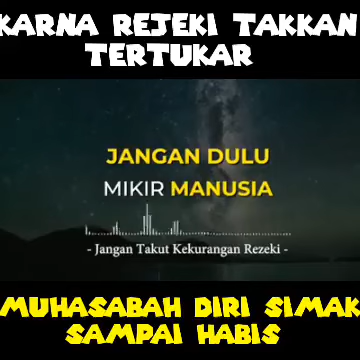 KARNA REJEKI TAKKAN
TERTUKAR
JANGAN DULU
MIKIR MANUSIA
- Jangan Takut Kekurangan Rezeki -
MUHASABAH DIRI SIMAK
SAMPAI HABIS